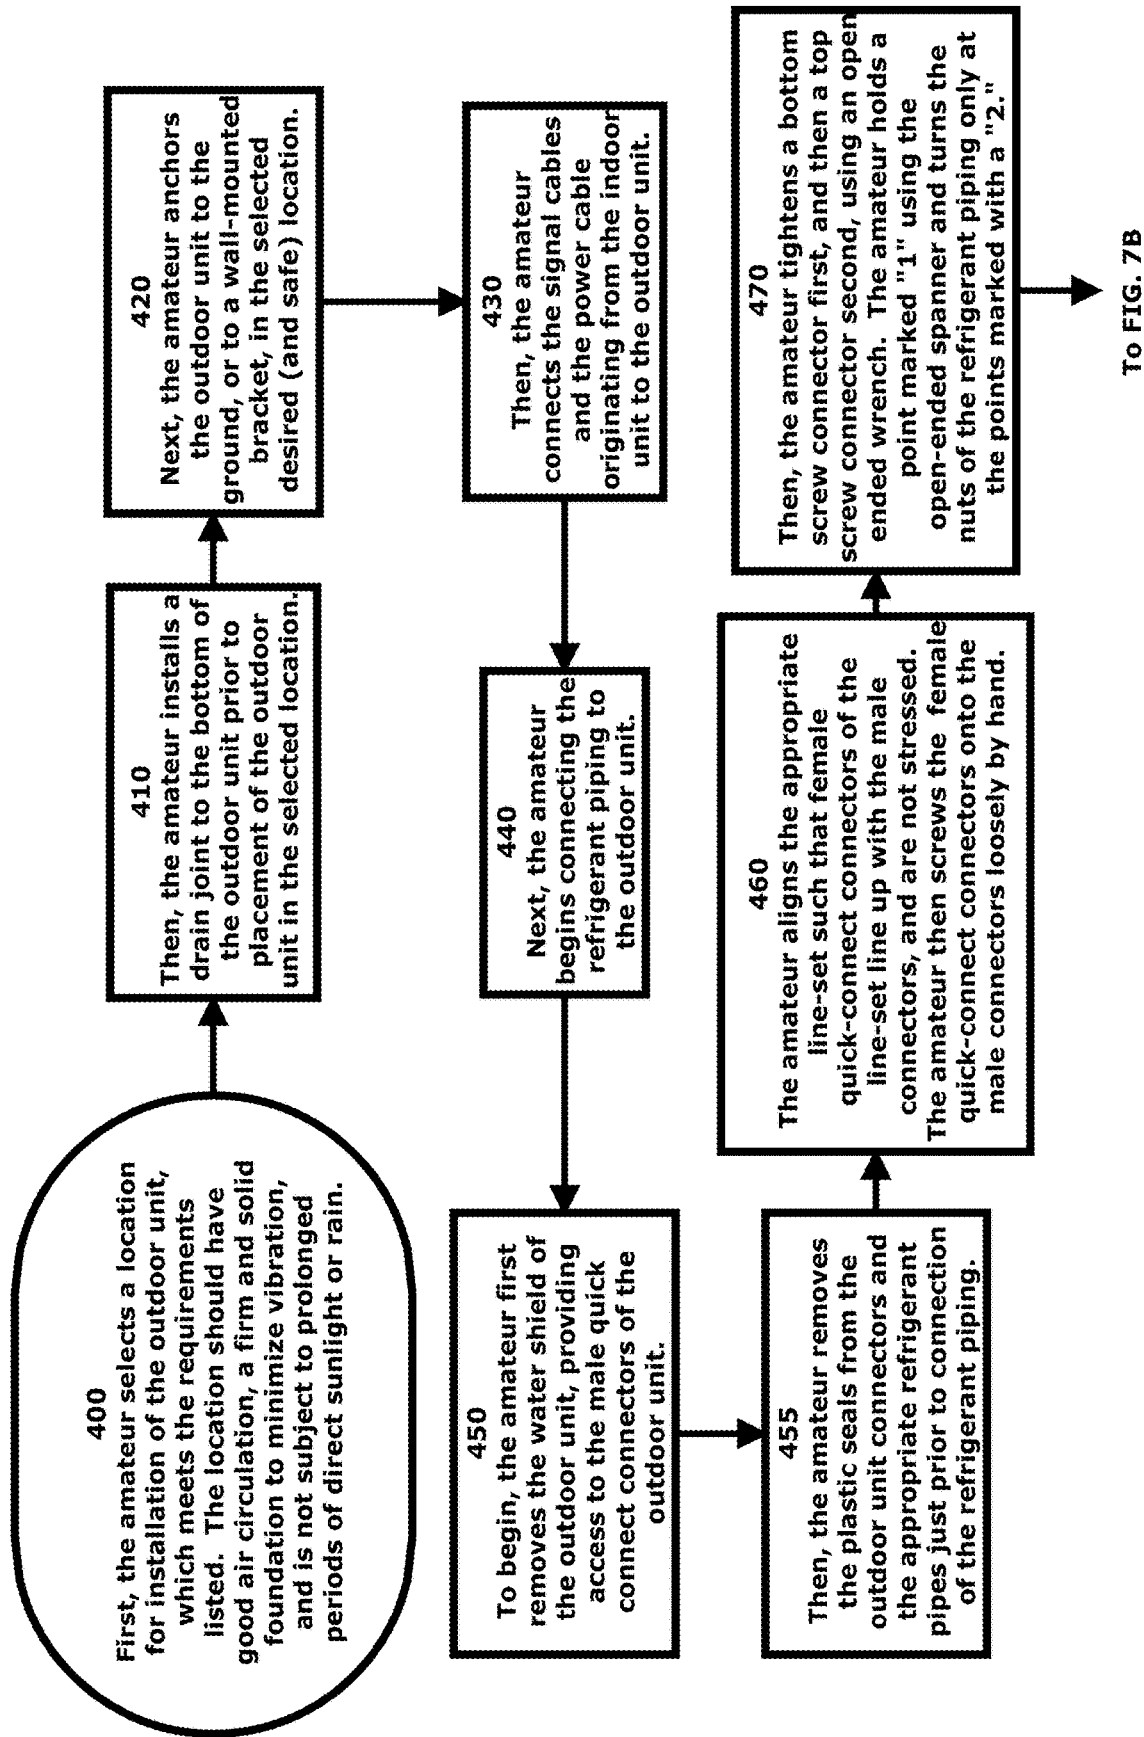 400
First, the amateur selects a location
for installation of the outdoor unit,
which meets the requirements
listed. The location should have
good air circulation, a firm and solid
foundation to minimize vibration,
and is not subject to prolonged
periods of direct sunlight or rain.
410
Then, the amateur installs a
drain joint to the bottom of
the outdoor unit prior to
placement of the outdoor
unit in the selected location.
420
Next, the amateur anchors
the outdoor unit to the
ground, or to a wall-mounted
bracket, in the selected
desired (and safe) location.
430
Then, the amateur
connects the signal cables
and the power cable
originating from the indoor
unit to the outdoor unit.
440
Next, the amateur
begins connecting the
refrigerant piping to
the outdoor unit.
450
To begin, the amateur first
removes the water shield of
the outdoor unit, providing
access to the male quick
connect connectors of the
outdoor unit.
455
Then, the amateur removes
the plastic seals from the
outdoor unit connectors and
the appropriate refrigerant
pipes just prior to connection
of the refrigerant piping.
460
The amateur aligns the appropriate
line-set such that female
quick-connect connectors of the
line-set line up with the male
connectors, and are not stressed.
The amateur then screws the female
quick-connect connectors onto the
male connectors loosely by hand.
470
Then, the amateur tightens a bottom
screw connector first, and then a top
screw connector second, using an open
ended wrench. The amateur holds a
point marked "1" using the
open-ended spanner and turns the
nuts of the refrigerant piping only at
the points marked with a "2."
To FIG. 7B